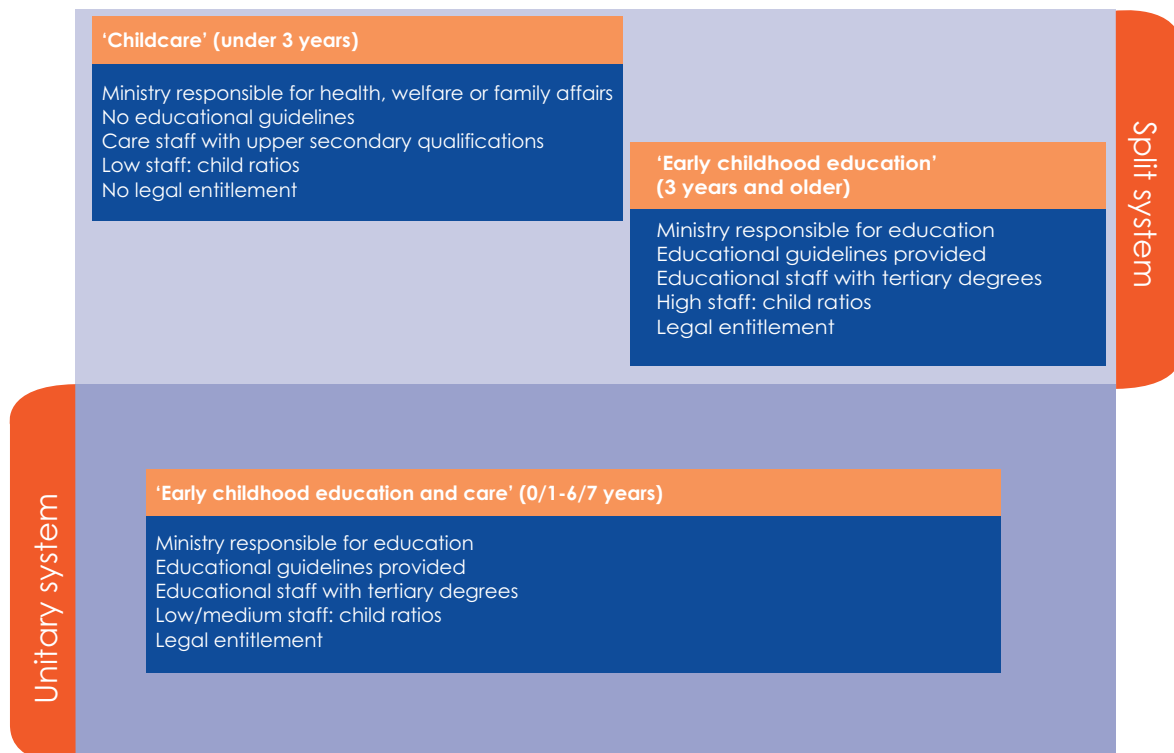 ‘Childcare’ (under 3 years)
Ministry responsible for health, welfare or family affairs
No educational guidelines
Care staff with upper secondary qualifications
Low staff: child ratios
No legal entitlement
‘Early childhood education’
(3 years and older)
Ministry responsible for education
Educational guidelines provided
Educational staff with tertiary degrees
High staff: child ratios
Legal entitlement
Split system
‘Early childhood education and care’ (0/1-6/7 years)
Ministry responsible for education
Educational guidelines provided
Educational staff with tertiary degrees
Low/medium staff: child ratios
Legal entitlement
Unitary system